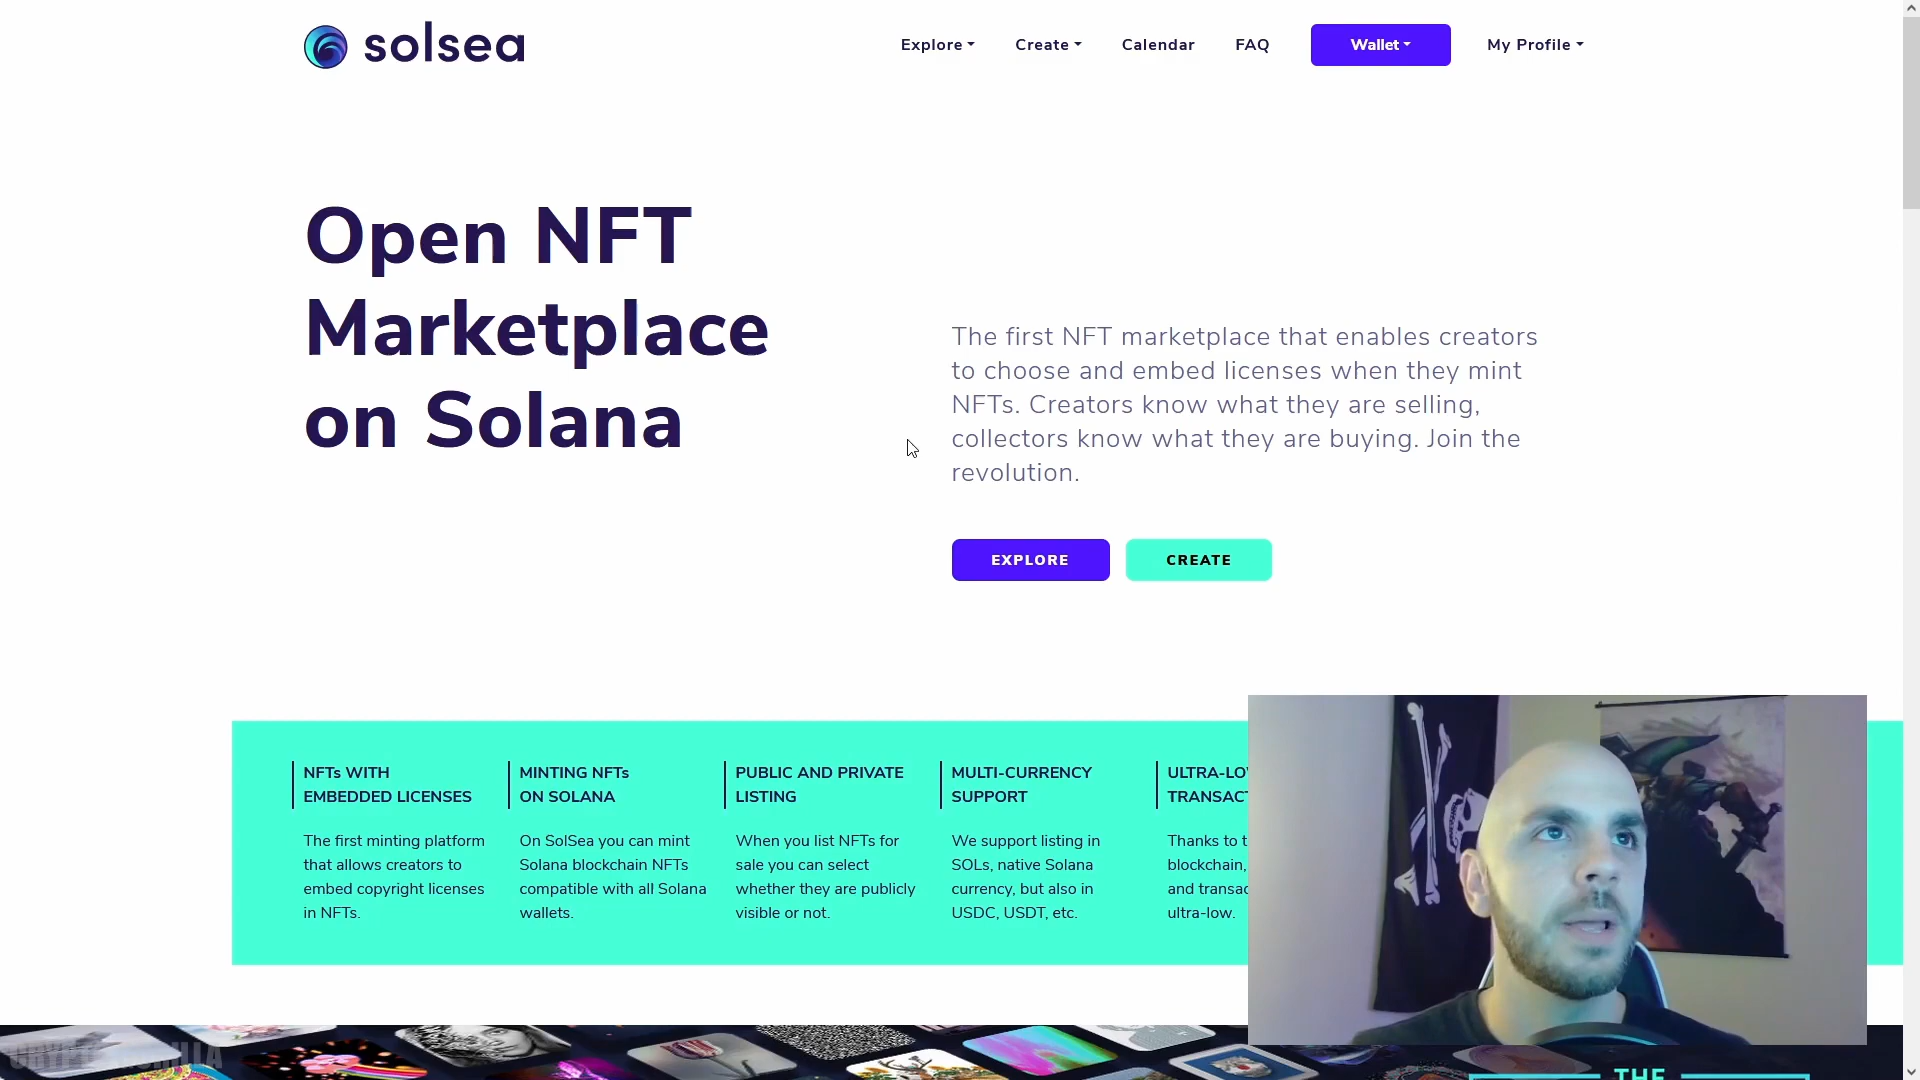 solsea
Explore
Create
Calendar
FAQ
Wallet
My Profile
Open NFT
Marketplace
on Solana
The first NFT marketplace that enables creators
to choose and embed licenses when they mint
NFTs. Creators know what they are selling,
collectors know what they are buying. Join the
revolution.
EXPLORE
CREATE
NFTs WITH
EMBEDDED LICENSES
The first minting platform
that allows creators to
embed copyright licenses
in NFTs.
MINTING NFTs
ON SOLANA
On SolSea you can mint
Solana blockchain NFTs
compatible with all Solana
wallets.
PUBLIC AND PRIVATE
LISTING
When you list NFTs for
sale you can select
whether they are publicly
visible or not.
MULTI-CURRENCY
SUPPORT
We support listing in
SOLs, native Solana
currency, but also in
USDC, USDT, etc.
Thanks to
blockchain,
and
ultra-low.
THE